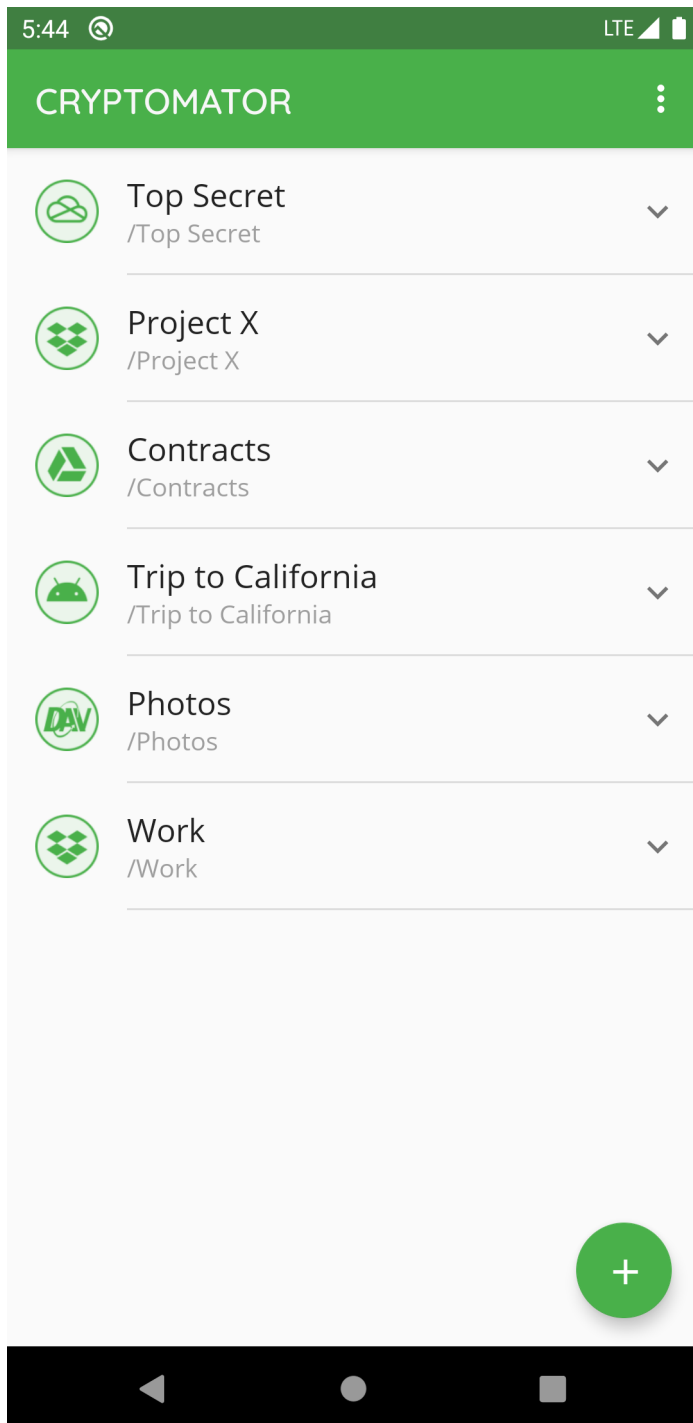 5:44 LTE
CRYPTOMATOR
Top Secret
/Top Secret
Project X
/Project X
Contracts
/Contracts
Trip to California
/Trip to California
DAV
Photos
/Photos
Work
/Work